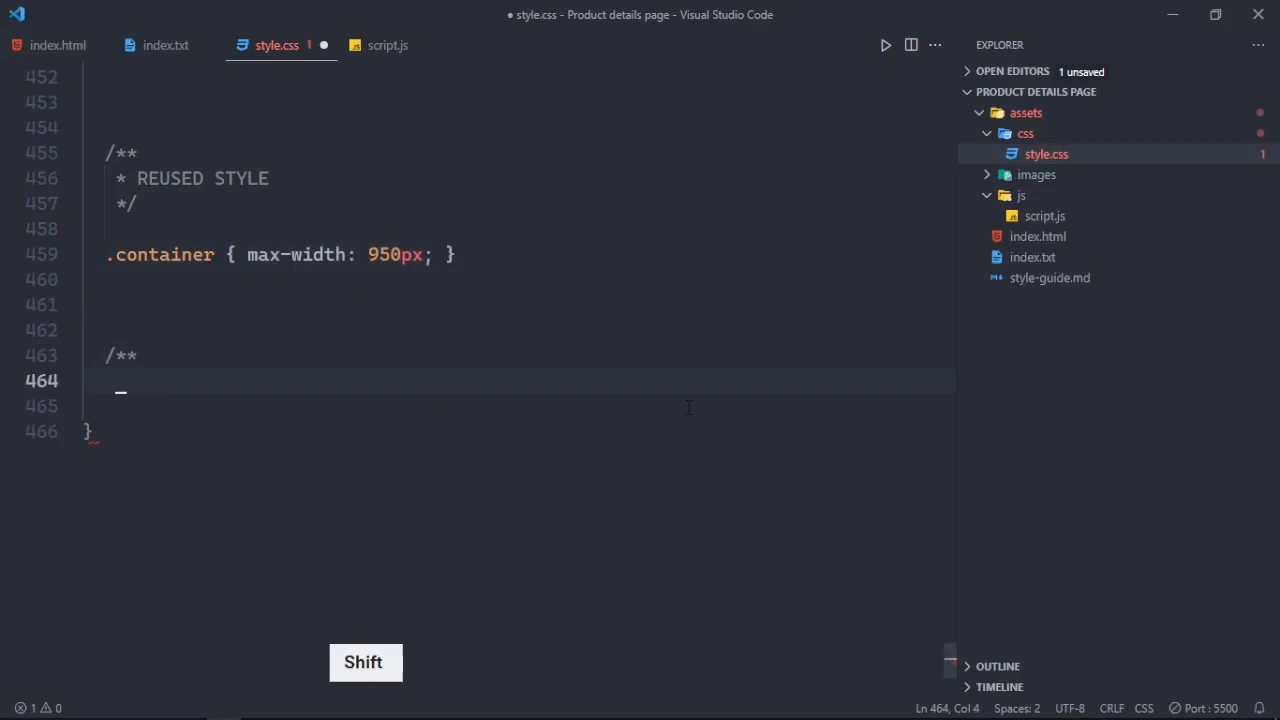 ● style.css - Product details page - Visual Studio Code
index.html
index.txt
style.css 1 ●
script.js
EXPLORER
OPEN EDITORS 1 unsaved
PRODUCT DETAILS PAGE
assets
css
style.css 1
images
js
script.js
index.html
index.txt
style-guide.md
OUTLINE
TIMELINE
452
453
454
455 /**
456 * REUSED STYLE
457 */
458
459 .container { max-width: 950px; }
460
461
462
463 /**
464
465
466 }
Shift
1 0
Ln 464, Col 4
Spaces: 2
UTF-8
CRLF
CSS
Port : 5500